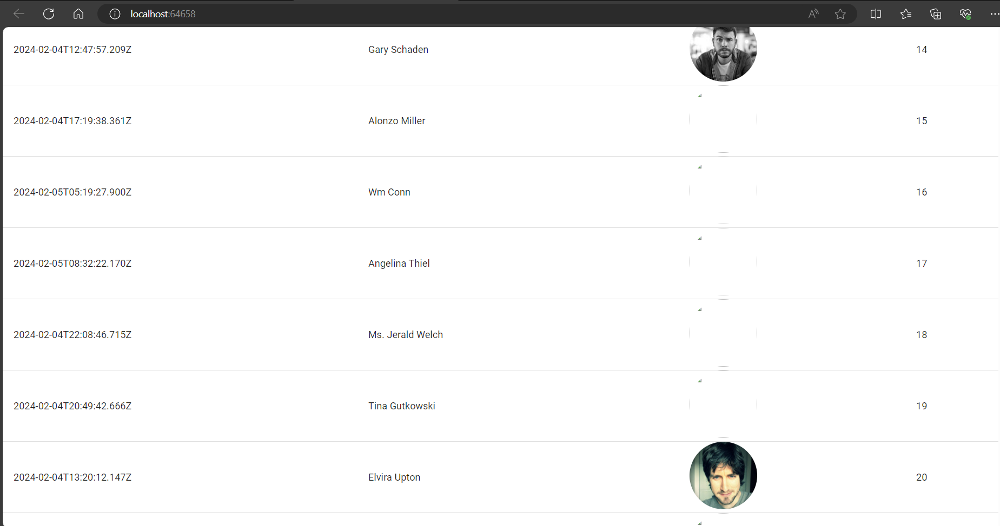 localhost:64658
2024-02-04T12:47:57.209Z Gary Schaden 14
2024-02-04T17:19:38.361Z Alonzo Miller 15
2024-02-05T05:19:27.900Z Wm Conn 16
2024-02-05T08:32:22.170Z Angelina Thiel 17
2024-02-04T22:08:46.715Z Ms. Jerald Welch 18
2024-02-04T20:49:42.666Z Tina Gutkowski 19
2024-02-04T13:20:12.147Z Elvira Upton 20